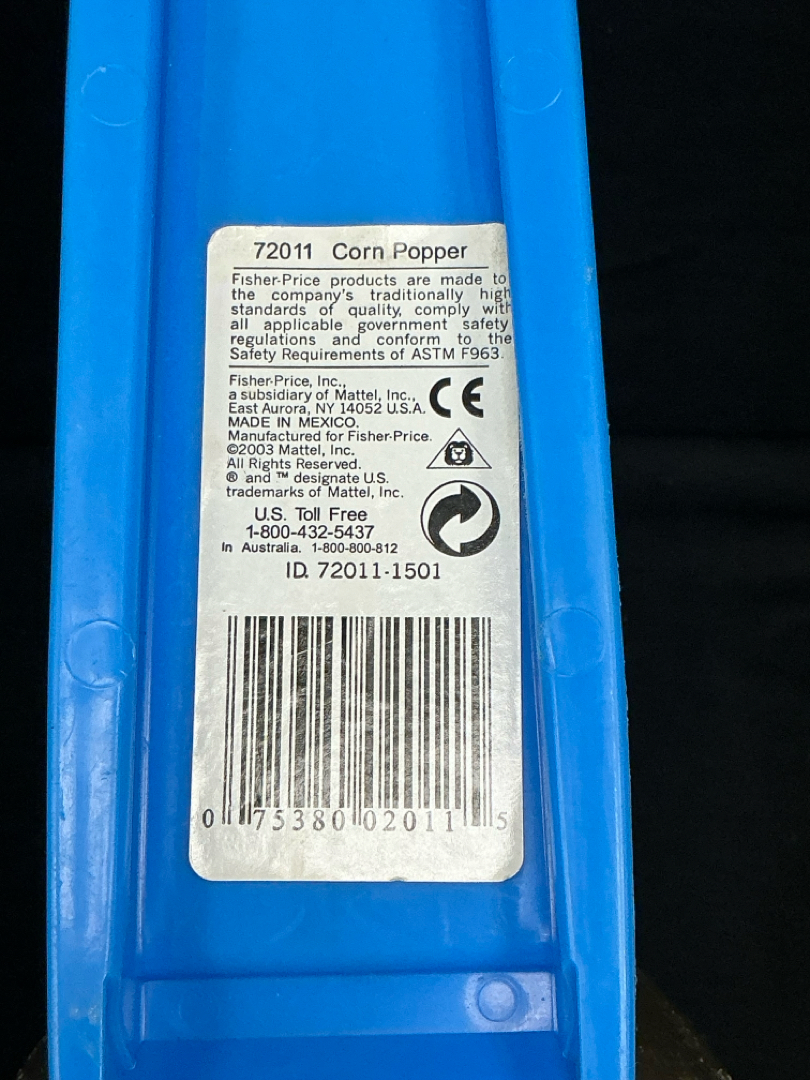 72011 Corn Popper
Fisher-Price products are made to
the company's traditionally high
standards of quality, comply with
all applicable government safety
regulations and conform to the
Safety Requirements of ASTM F963.
Fisher-Price, Inc.,
a subsidiary of Mattel, Inc.,
East Aurora, NY 14052 U.S.A.
MADE IN MEXICO.
Manufactured for Fisher-Price.
©2003 Mattel, Inc.
All Rights Reserved.
® and ™ designate U.S.
trademarks of Mattel, Inc.
CE
U.S. Toll Free
1-800-432-5437
In Australia. 1-800-800-812
ID. 72011-1501
0 75380 02011 5